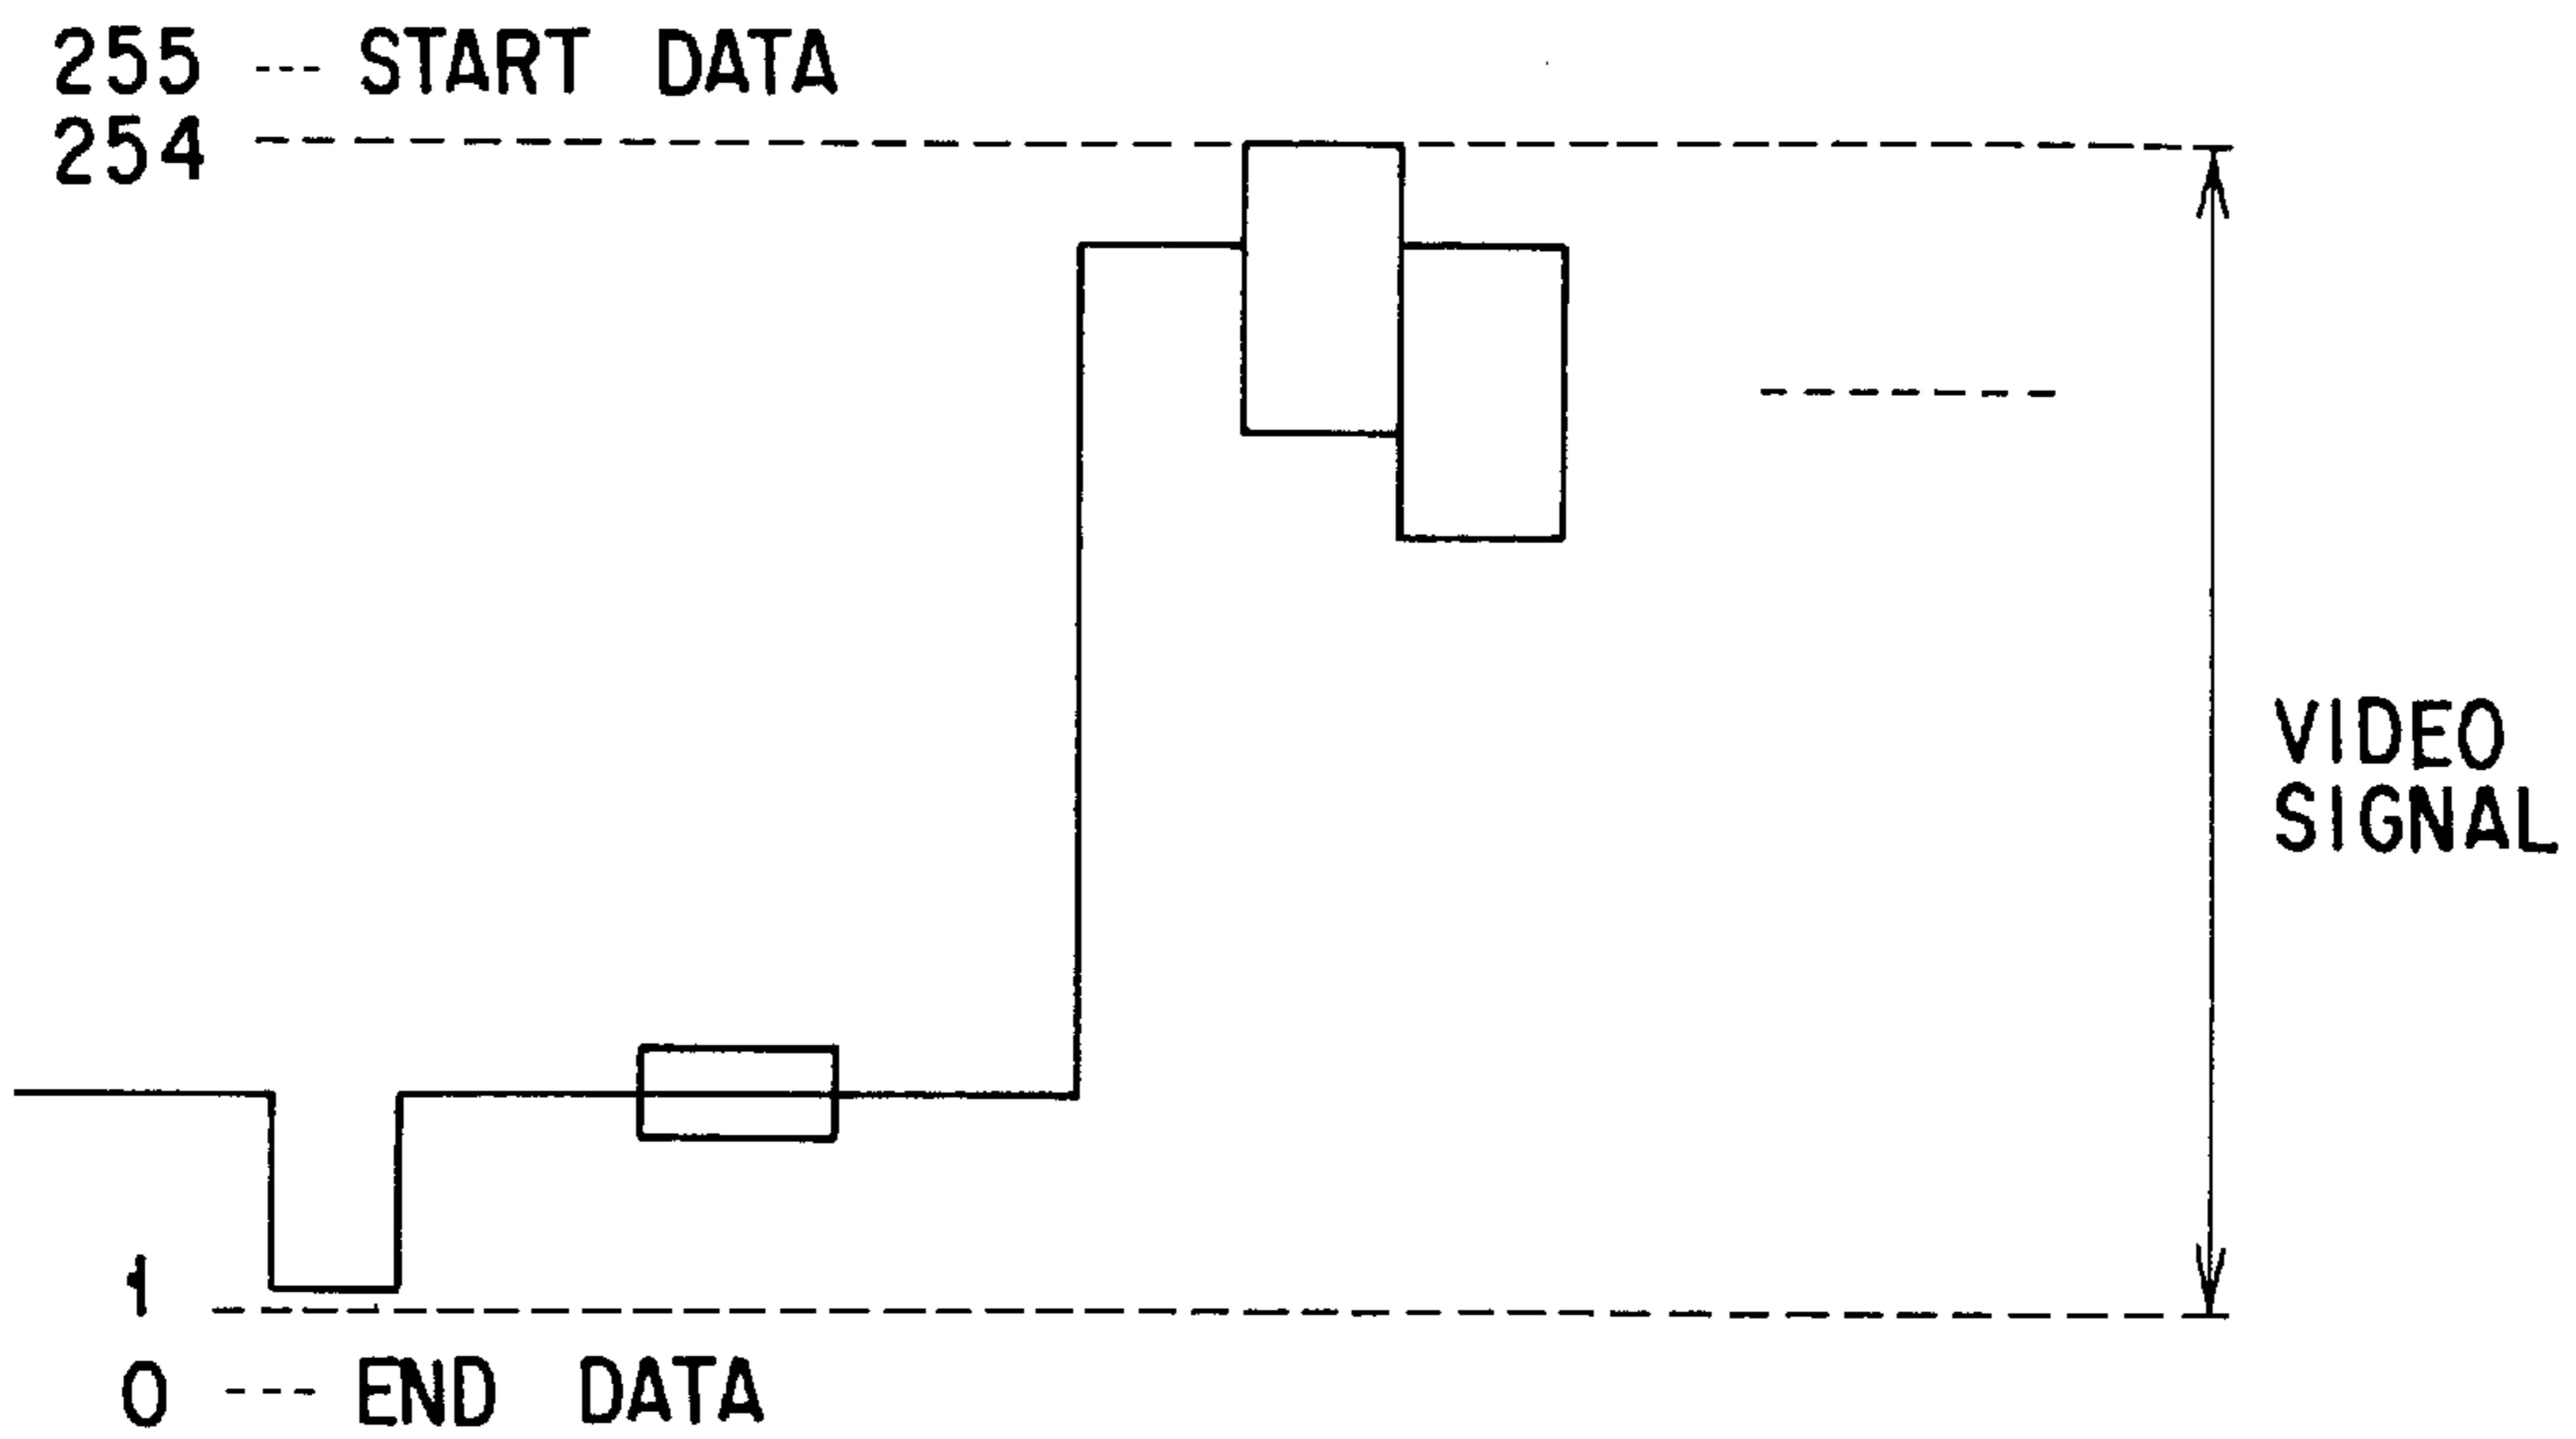 255 --- START DATA
254
VIDEO
SIGNAL
1
0 --- END DATA